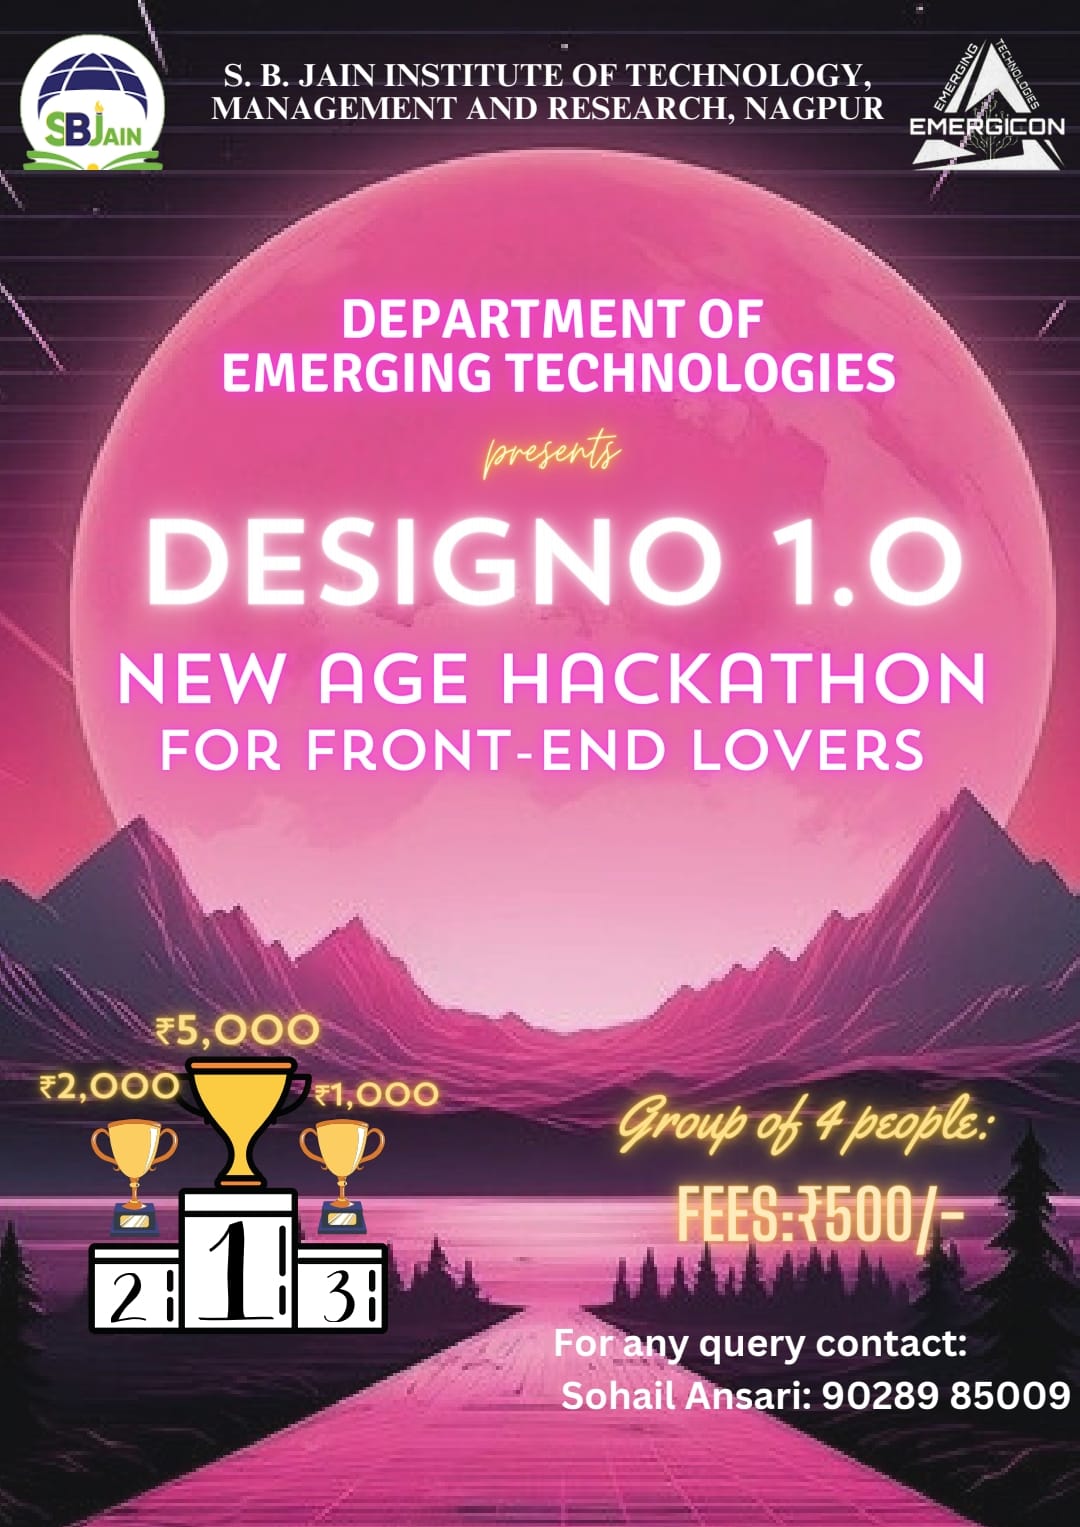 SBJAIN
S. B. JAIN INSTITUTE OF TECHNOLOGY,
MANAGEMENT AND RESEARCH, NAGPUR
EMERGING
TECHNOLOGIES
EMERGICON
DEPARTMENT OF
EMERGING TECHNOLOGIES
presents
DESIGNO 1.0
NEW AGE HACKATHON
FOR FRONT-END LOVERS
₹5,000
₹2,000
₹1,000
1
2
3
Group of 4 people:
FEES:₹500/-
For any query contact:
Sohail Ansari: 90289 85009